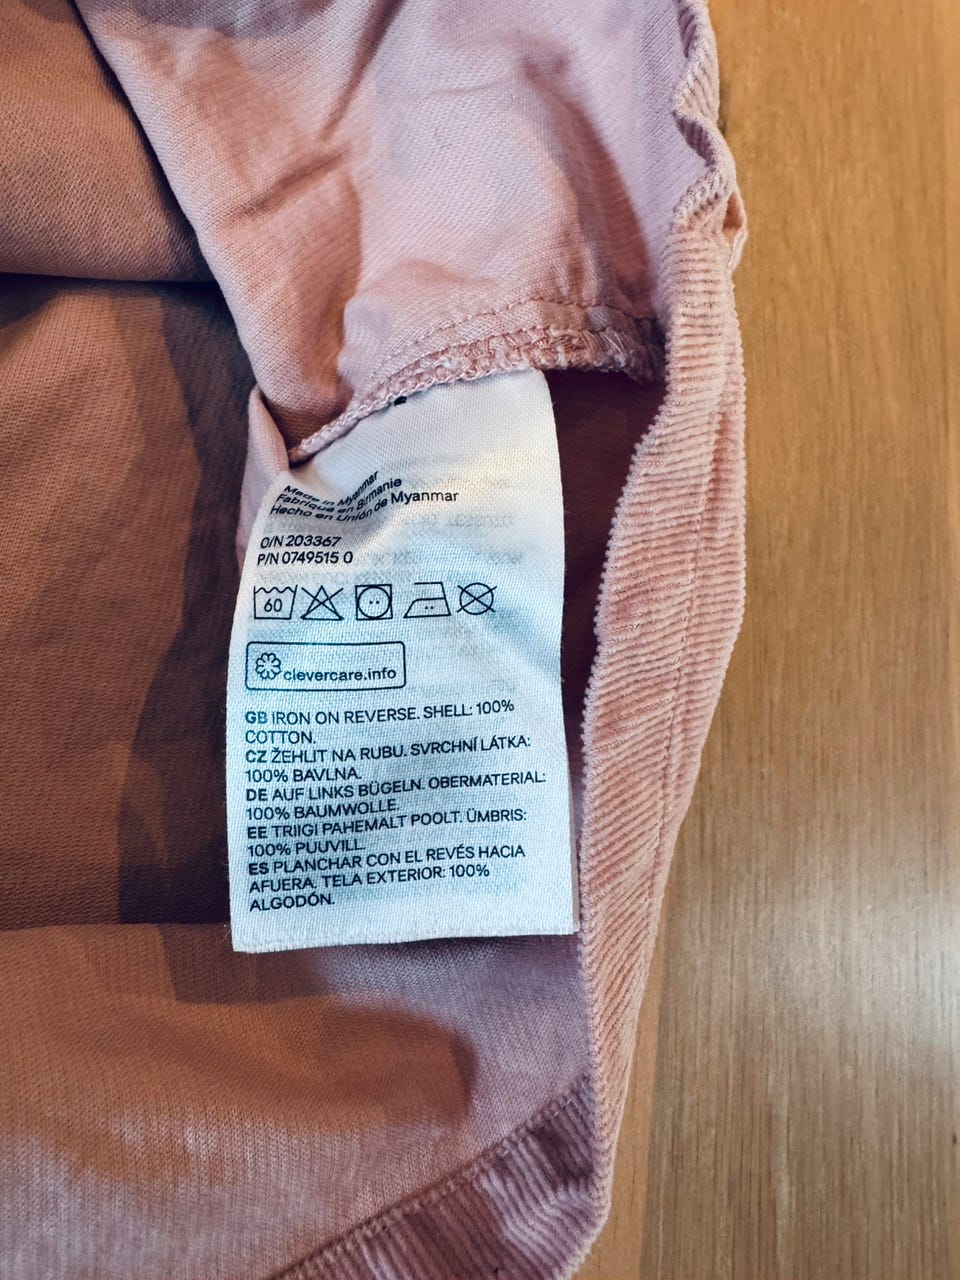 Made in Myanmar
Fabriqué en Birmanie
Hecho en Unión de Myanmar
O/N 203367
P/N 0749515 0
60
clevercare.info
GB IRON ON REVERSE. SHELL: 100%
COTTON.
CZ ŽEHLIT NA RUBU. SVRCHNÍ LÁTKA:
100% BAVLNA.
DE AUF LINKS BÜGELN. OBERMATERIAL:
100% BAUMWOLLE.
EE TRIIGI PAHEMALT POOLT. ÜMBRIS:
100% PUUVILL.
ES PLANCHAR CON EL REVÉS HACIA
AFUERA. TELA EXTERIOR: 100%
ALGODÓN.